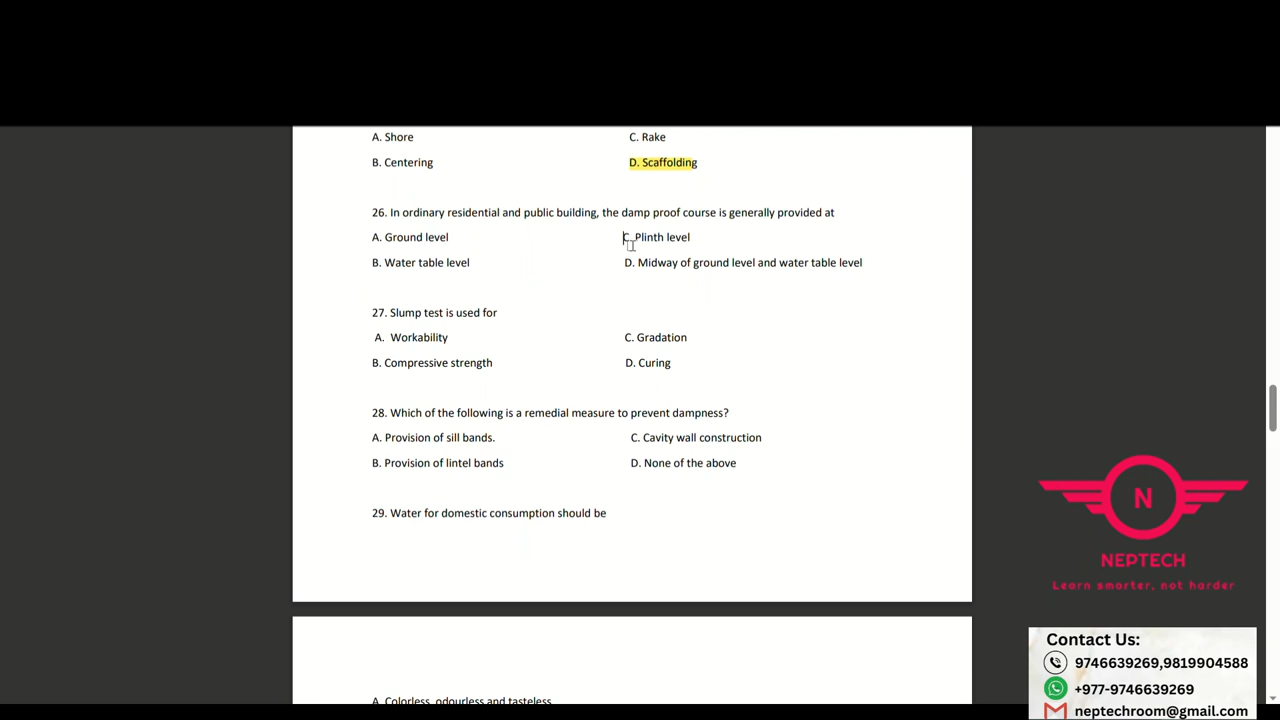 A. Shore C. Rake
B. Centering D. Scaffolding
26. In ordinary residential and public building, the damp proof course is generally provided at
A. Ground level C. Plinth level
B. Water table level D. Midway of ground level and water table level
27. Slump test is used for
A. Workability C. Gradation
B. Compressive strength D. Curing
28. Which of the following is a remedial measure to prevent dampness?
A. Provision of sill bands. C. Cavity wall construction
B. Provision of lintel bands D. None of the above
29. Water for domestic consumption should be
A. Colorless, odourless and tasteless
N
NEPTECH
Learn smarter, not harder
Contact Us:
9746639269,9819904588
+977-9746639269
neptechroom@gmail.com